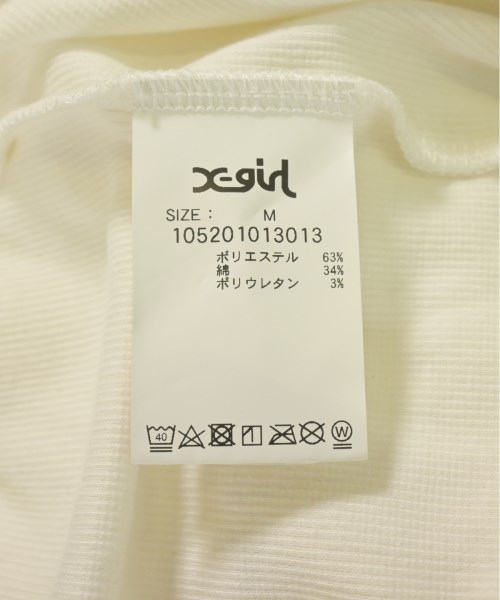 X-girl
SIZE : M
105201013013
ポリエステル 63%
綿 34%
ポリウレタン 3%
40 W